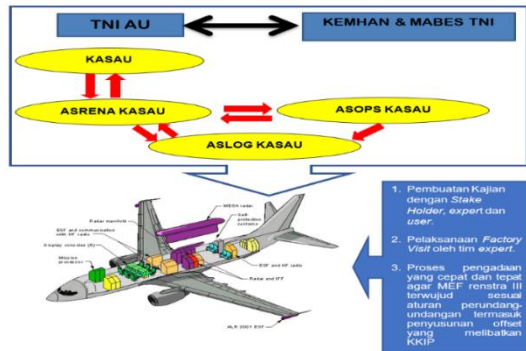 TNI AU
KEMHAN & MABES TNI
KASAU
ASRENA KASAU
ASOPS KASAU
ASLOG KASAU
MESA radar
Self-
protection
systems
Radar manifold
ESF and communication
with HF radio
Display consoles (6)
Mission
processor
ESF and HF radio
Radar and IFF
ALR 2001 ESF
1. Pembuatan Kajian
dengan Stake
Holder, expert dan
user.
2. Pelaksanaan Factory
Visit oleh tim expert.
3. Proses pengadaan
yang cepat dan tepat
agar MEF renstra III
terwujud sesuai
aturan perundang-
undangan termasuk
penyusunan offset
yang melibatkan
KKIP